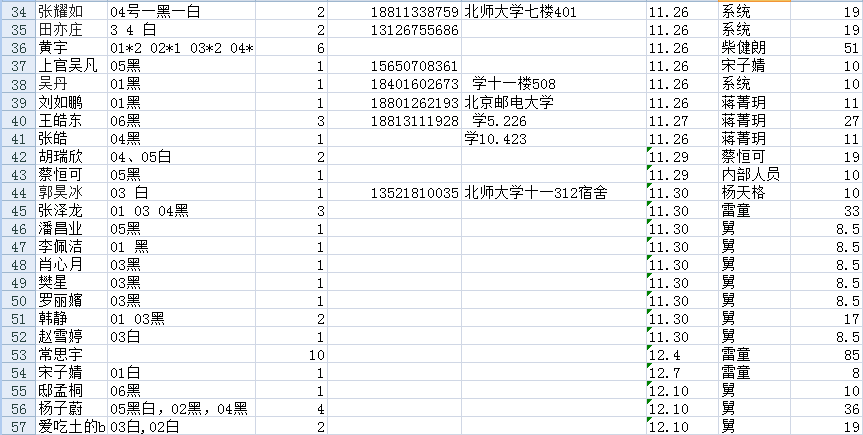 34 张耀如 04号一黑一白 2 18811338759 北师大学七楼401 11.26 系统 19
35 田亦庄 3 4 白 2 13126755686 11.26 系统 19
36 黄宇 01*2 02*1 03*2 04* 6 11.26 柴健朗 51
37 上官吴凡 05黑 1 15650708361 11.26 宋子婧 10
38 吴丹 01黑 1 18401602673 学十一楼508 11.26 系统 10
39 刘如鹏 01黑 1 18801262193 北京邮电大学 11.26 蒋菁玥 11
40 王皓东 06黑 3 18813111928 学5.226 11.27 蒋菁玥 27
41 张皓 04黑 1 学10.423 11.26 蒋菁玥 11
42 胡瑞欣 04、05白 2 11.29 蔡恒可 19
43 蔡恒可 05黑 1 11.29 内部人员 10
44 郭昊冰 03 白 1 13521810035 北师大学十一312宿舍 11.30 杨天格 10
45 张泽龙 01 03 04黑 3 11.30 雷童 33
46 潘昌业 05黑 1 11.30 舅 8.5
47 李佩洁 01 黑 1 11.30 舅 8.5
48 肖心月 03黑 1 11.30 舅 8.5
49 樊星 03黑 1 11.30 舅 8.5
50 罗丽嫔 03黑 1 11.30 舅 8.5
51 韩静 01 03黑 2 11.30 舅 17
52 赵雪婷 03白 1 11.30 舅 8.5
53 常思宇 10 12.4 雷童 85
54 宋子婧 01白 1 12.7 雷童 8
55 邸孟桐 06黑 1 12.10 舅 10
56 杨子蔚 05黑白，02黑，04黑 4 12.10 舅 36
57 爱吃土的b 03白,02白 2 12.10 舅 19